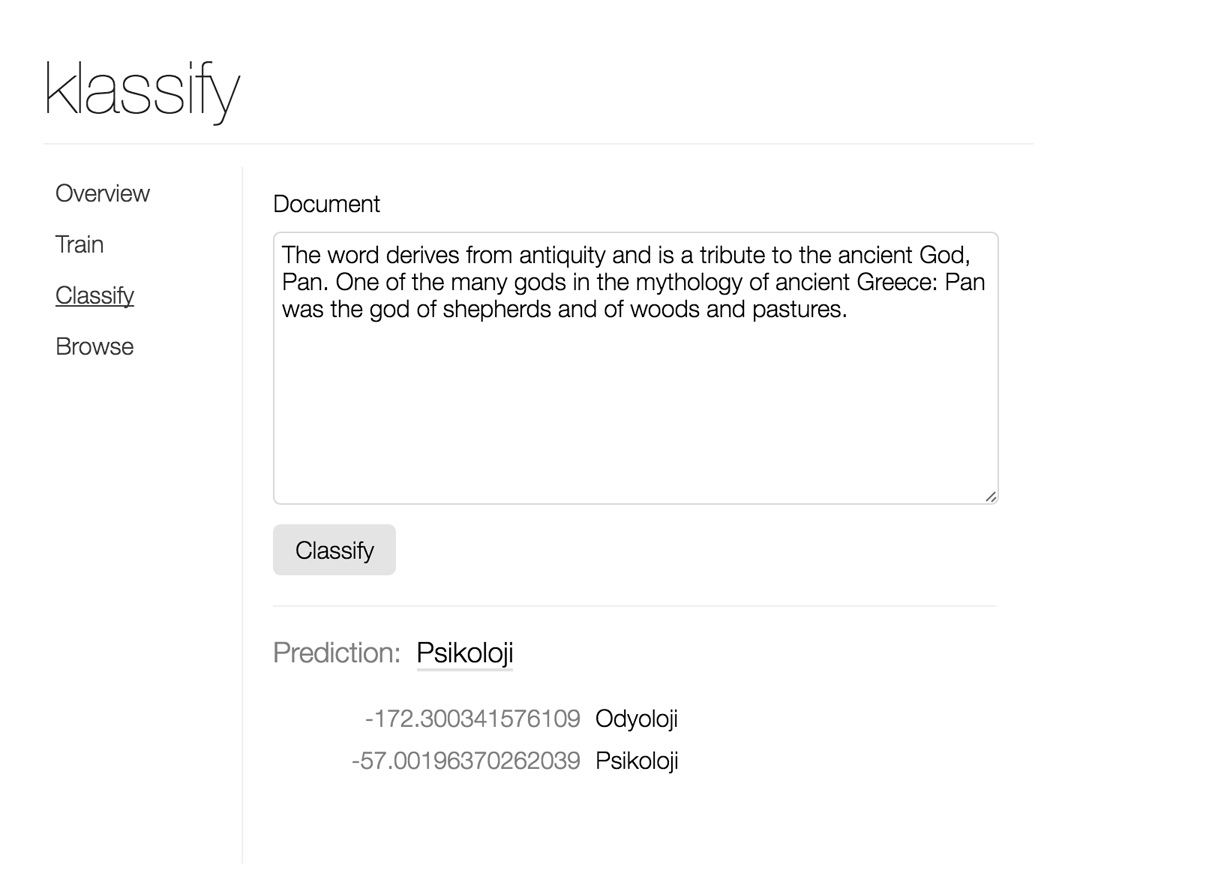 klassify
Overview
Train
Classify
Browse
Document
The word derives from antiquity and is a tribute to the ancient God,
Pan. One of the many gods in the mythology of ancient Greece: Pan
was the god of shepherds and of woods and pastures.
Classify
Prediction: Psikoloji
-172.300341576109 Odyoloji
-57.00196370262039 Psikoloji